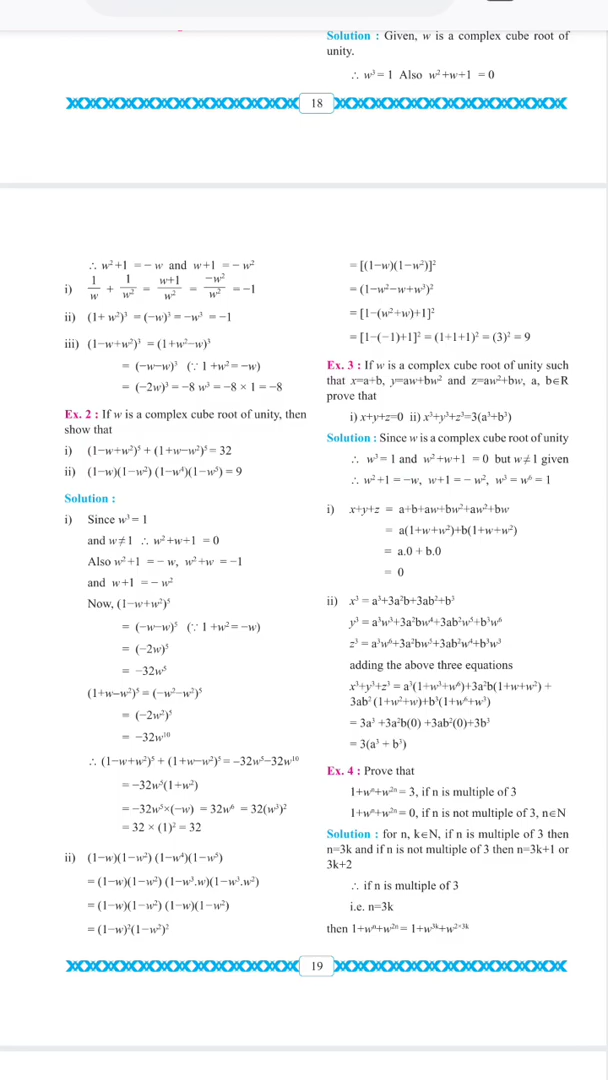 Solution : Given, w is a complex cube root of
unity.
∴ w³ = 1 Also w²+w+1 = 0
18
∴ w²+1 = − w and w+1 = − w²
i) 1/w + 1/w² = w+1/w² = −w²/w² = −1
ii) (1+ w²)³ = (−w)³ = −w³ = −1
iii) (1−w+w²)³ = (1+w²−w)³
= (−w−w)³ (∵ 1+w² = −w)
= (−2w)³ = −8 w³ = −8 × 1 = −8
Ex. 2 : If w is a complex cube root of unity, then
show that
i) (1−w+w²)⁵ + (1+w−w²)⁵ = 32
ii) (1−w)(1−w²) (1−w⁴)(1−w⁵) = 9
Solution :
i) Since w³ = 1
and w≠1 ∴ w²+w+1 = 0
Also w²+1 = − w, w²+w = −1
and w+1 = − w²
Now, (1−w+w²)⁵
= (−w−w)⁵ (∵ 1 +w² = −w)
= (−2w)⁵
= −32w⁵
(1+w−w²)⁵ = (−w²−w²)⁵
= (−2w²)⁵
= −32w¹⁰
∴ (1−w+w²)⁵ + (1+w−w²)⁵ = −32w⁵−32w¹⁰
= −32w⁵(1+w²)
= −32w⁵×(−w) = 32w⁶ = 32(w³)²
= 32 × (1)² = 32
ii) (1−w)(1−w²) (1−w⁴)(1−w⁵)
= (1−w)(1−w²) (1−w³.w)(1−w³.w²)
= (1−w)(1−w²) (1−w)(1−w²)
= (1−w)²(1−w²)²
= [(1−w)(1−w²)]²
= (1−w²−w+w³)²
= [1−(w²+w)+1]²
= [1−(−1)+1]² = (1+1+1)² = (3)² = 9
Ex. 3 : If w is a complex cube root of unity such
that x=a+b, y=aw+bw² and z=aw²+bw, a, b∈R
prove that
i) x+y+z=0 ii) x³+y³+z³=3(a³+b³)
Solution : Since w is a complex cube root of unity
∴ w³ = 1 and w²+w+1 = 0 but w≠1 given
∴ w²+1 = −w, w+1 = − w², w³ = w⁶ = 1
i) x+y+z = a+b+aw+bw²+aw²+bw
= a(1+w+w²)+b(1+w+w²)
= a.0 + b.0
= 0
ii) x³ = a³+3a²b+3ab²+b³
y³ = a³w³+3a²bw⁴+3ab²w⁵+b³w⁶
z³ = a³w⁶+3a²bw⁵+3ab²w⁴+b³w³
adding the above three equations
x³+y³+z³ = a³(1+w³+w⁶)+3a²b(1+w+w²) +
3ab² (1+w²+w)+b³(1+w⁶+w³)
= 3a³ +3a²b(0) +3ab²(0)+3b³
= 3(a³ + b³)
Ex. 4 : Prove that
1+wⁿ+w²ⁿ = 3, if n is multiple of 3
1+wⁿ+w²ⁿ = 0, if n is not multiple of 3, n∈N
Solution : for n, k∈N, if n is multiple of 3 then
n=3k and if n is not multiple of 3 then n=3k+1 or
3k+2
∴ if n is multiple of 3
i.e. n=3k
then 1+wⁿ+w²ⁿ = 1+w³ᵏ+w²ˣ³ᵏ
19